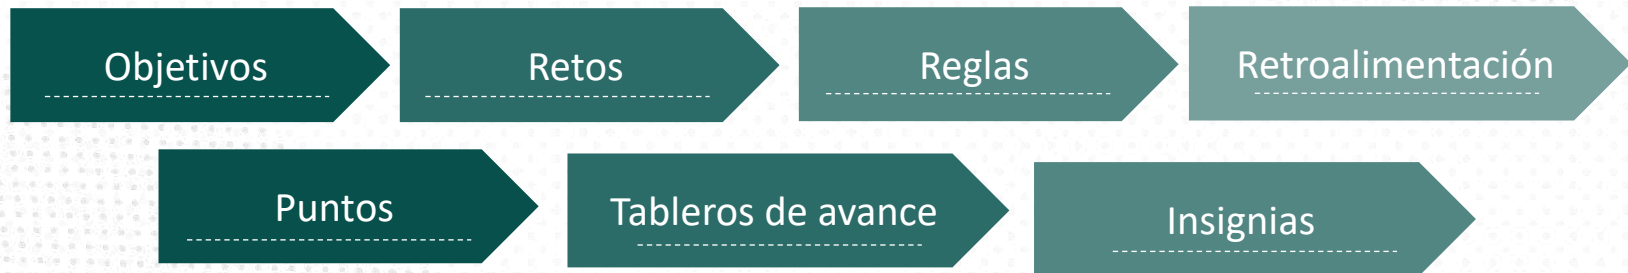 Objetivos
Retos
Reglas
Retroalimentación
Puntos
Tableros de avance
Insignias